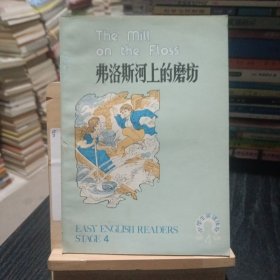 The Mill
on the Floss
弗洛斯河上的磨坊
EASY ENGLISH READERS
STAGE 4